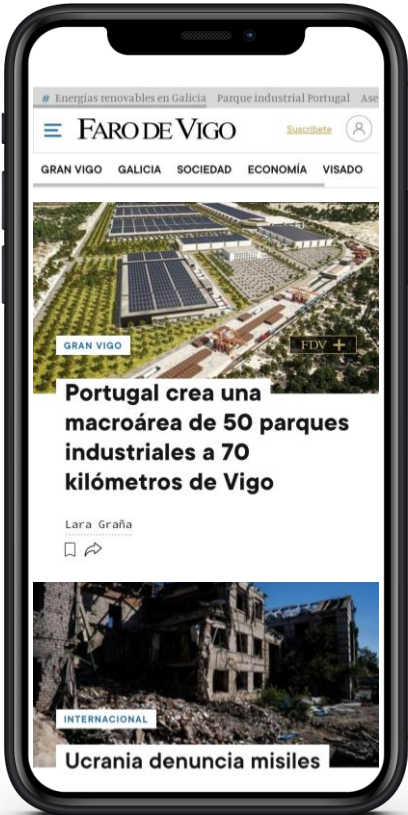 # Energías renovables en Galicia Parque industrial Portugal Ase
FARO DE VIGO Suscríbete
GRAN VIGO GALICIA SOCIEDAD ECONOMÍA VISADO
GRAN VIGO
FDV +
Portugal crea una
macroárea de 50 parques
industriales a 70
kilómetros de Vigo
Lara Graña
INTERNACIONAL
Ucrania denuncia misiles